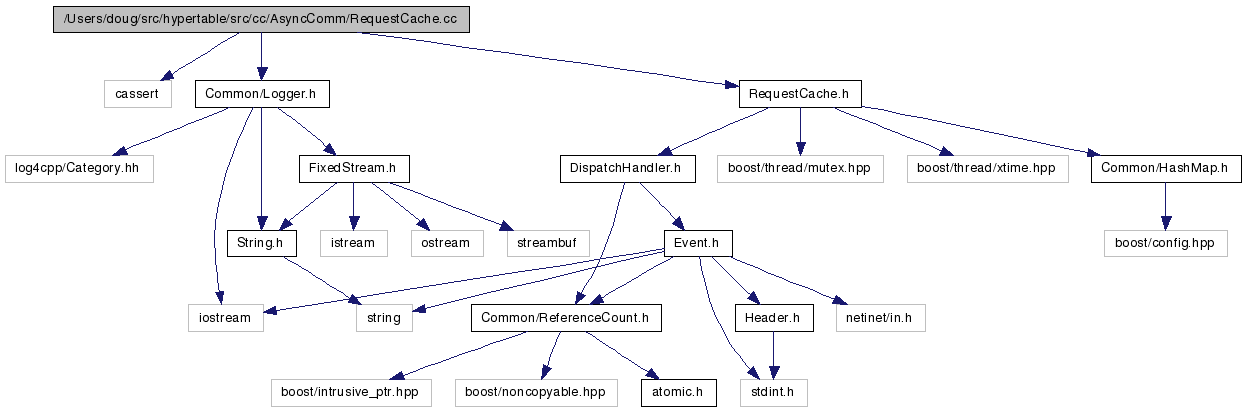 /Users/doug/src/hypertable/src/cc/AsyncComm/RequestCache.cc
cassert
Common/Logger.h
RequestCache.h
log4cpp/Category.hh
FixedStream.h
DispatchHandler.h
boost/thread/mutex.hpp
boost/thread/xtime.hpp
Common/HashMap.h
String.h
istream
ostream
streambuf
Event.h
boost/config.hpp
iostream
string
Common/ReferenceCount.h
Header.h
netinet/in.h
boost/intrusive_ptr.hpp
boost/noncopyable.hpp
atomic.h
stdint.h